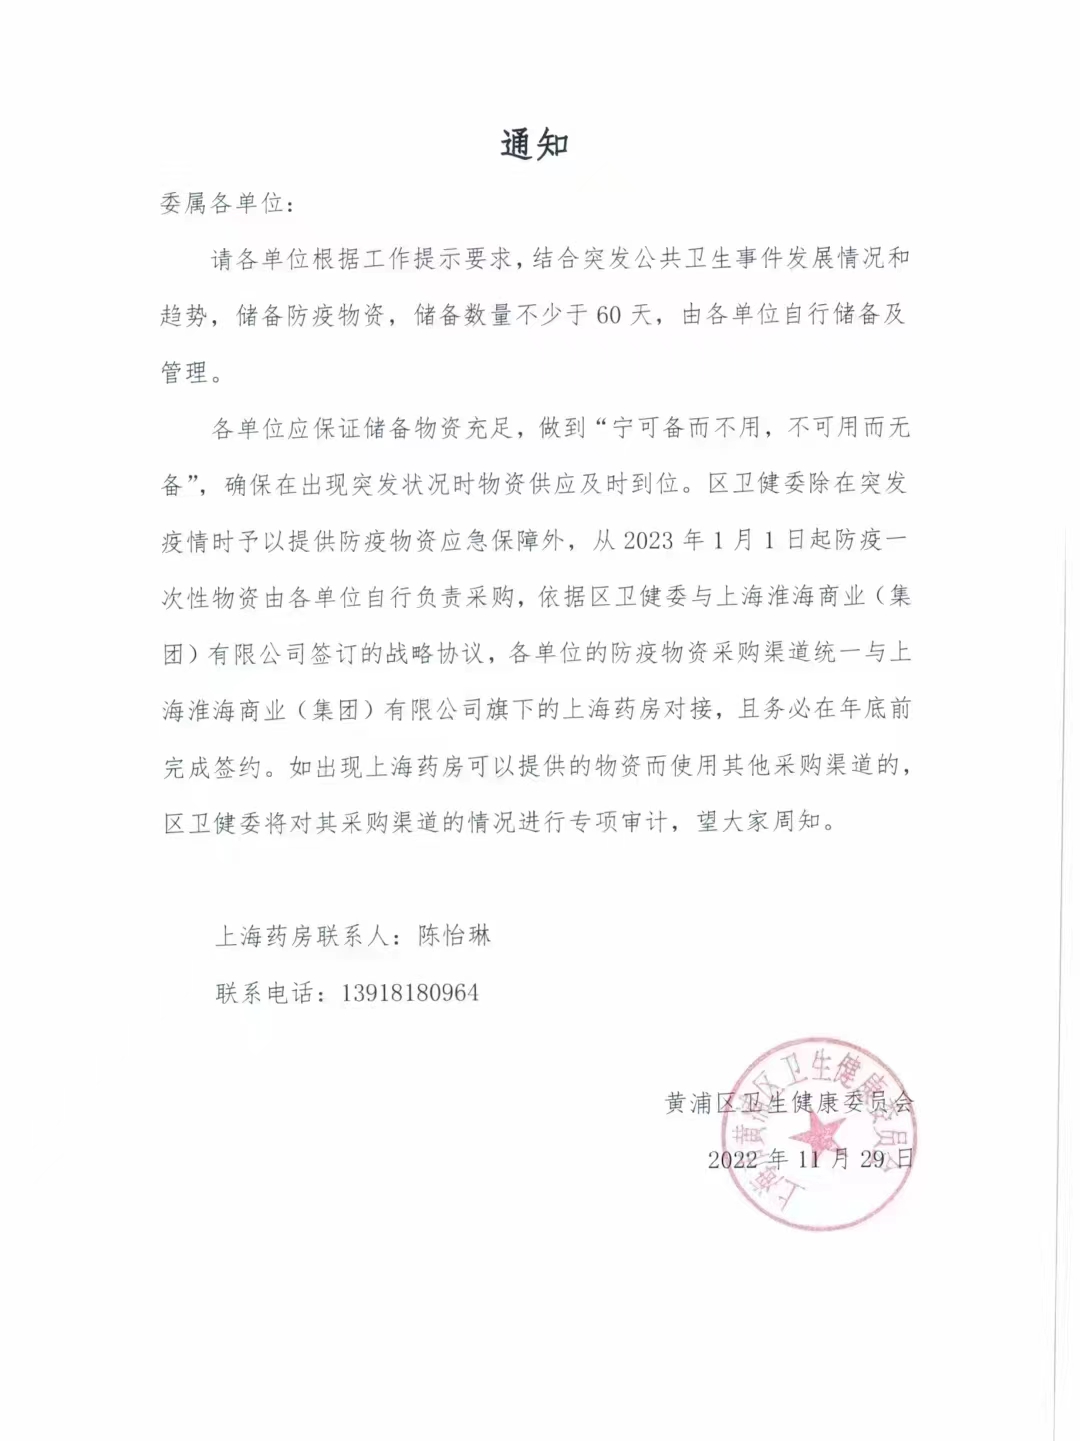 通知
委属各单位：
请各单位根据工作提示要求，结合突发公共卫生事件发展情况和
趋势，储备防疫物资，储备数量不少于 60 天，由各单位自行储备及
管理。
各单位应保证储备物资充足，做到“宁可备而不用，不可用而无
备”，确保在出现突发状况时物资供应及时到位。区卫健委除在突发
疫情时予以提供防疫物资应急保障外，从 2023 年 1 月 1 日起防疫一
次性物资由各单位自行负责采购，依据区卫健委与上海淮海商业（集
团）有限公司签订的战略协议，各单位的防疫物资采购渠道统一与上
海淮海商业（集团）有限公司旗下的上海药房对接，且务必在年底前
完成签约。如出现上海药房可以提供的物资而使用其他采购渠道的，
区卫健委将对其采购渠道的情况进行专项审计，望大家周知。
上海药房联系人：陈怡琳
联系电话：13918180964
黄浦区卫生健康委员会
2022 年 11 月 29 日
上海市黄浦区卫生健康委员会